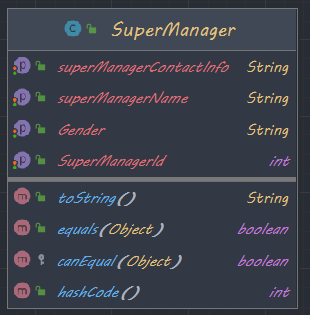 C SuperManager
p superManagerContactInfo String
p superManagerName String
p Gender String
p SuperManagerId int
m toString() String
m equals(Object) boolean
m canEqual(Object) boolean
m hashCode() int